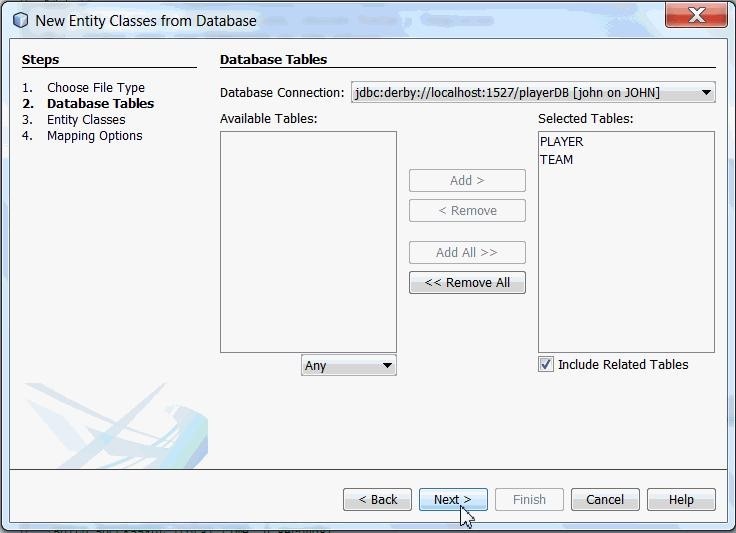 New Entity Classes from Database
Steps
1. Choose File Type
2. Database Tables
3. Entity Classes
4. Mapping Options
Database Tables
Database Connection: jdbc:derby://localhost:1527/playerDB [john on JOHN]
Available Tables:
Any
Add >
< Remove
Add All >>
<< Remove All
Selected Tables:
PLAYER
TEAM
Include Related Tables
< Back
Next >
Finish
Cancel
Help